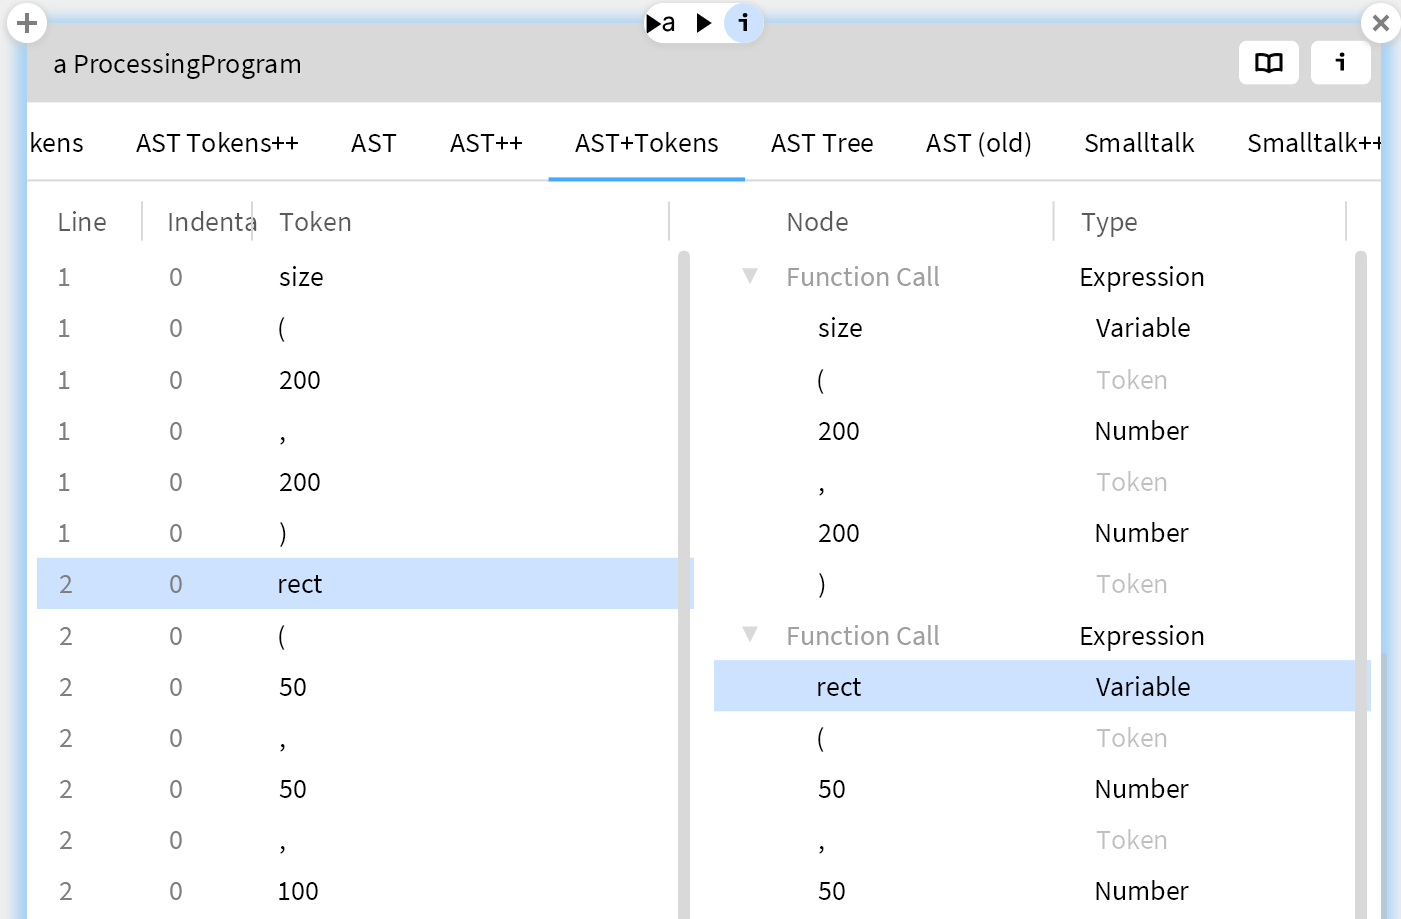 ▶a ▶ i
a ProcessingProgram i
kens AST Tokens++ AST AST++ AST+Tokens AST Tree AST (old) Smalltalk Smalltalk++
Line Indenta Token Node Type
1 0 size Function Call Expression
1 0 ( size Variable
1 0 200 ( Token
1 0 , 200 Number
1 0 200 , Token
1 0 ) 200 Number
2 0 rect ) Token
2 0 ( Function Call Expression
2 0 50 rect Variable
2 0 , ( Token
2 0 50 50 Number
2 0 , , Token
2 0 100 50 Number